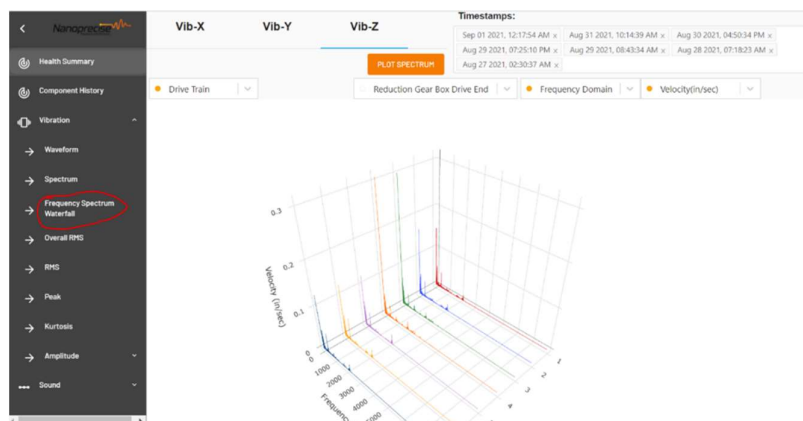 Nanoprecise
Health Summary
Component History
Vibration
Waveform
Spectrum
Frequency Spectrum
Waterfall
Overall RMS
RMS
Peak
Kurtosis
Amplitude
Sound
Vib-X
Vib-Y
Vib-Z
Timestamps:
Sep 01 2021, 12:17:54 AM x
Aug 31 2021, 10:14:39 AM x
Aug 30 2021, 04:50:34 PM x
Aug 29 2021, 07:25:10 PM x
Aug 29 2021, 08:43:34 AM x
Aug 28 2021, 07:18:23 AM x
Aug 27 2021, 02:30:37 AM x
PLOT SPECTRUM
Drive Train
Reduction Gear Box Drive End
Frequency Domain
Velocity(in/sec)
0.3
0.2
0.1
0
Velocity (in/sec)
0
1000
2000
3000
4000
1
2
3
4